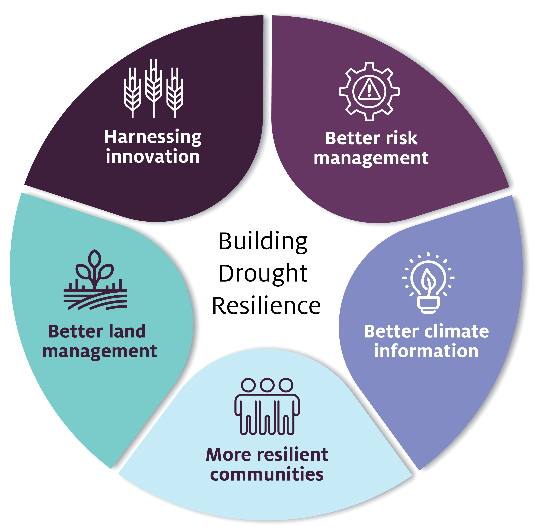 Harnessing
innovation
Better risk
management
Building
Drought
Resilience
Better land
management
Better climate
information
More resilient
communities